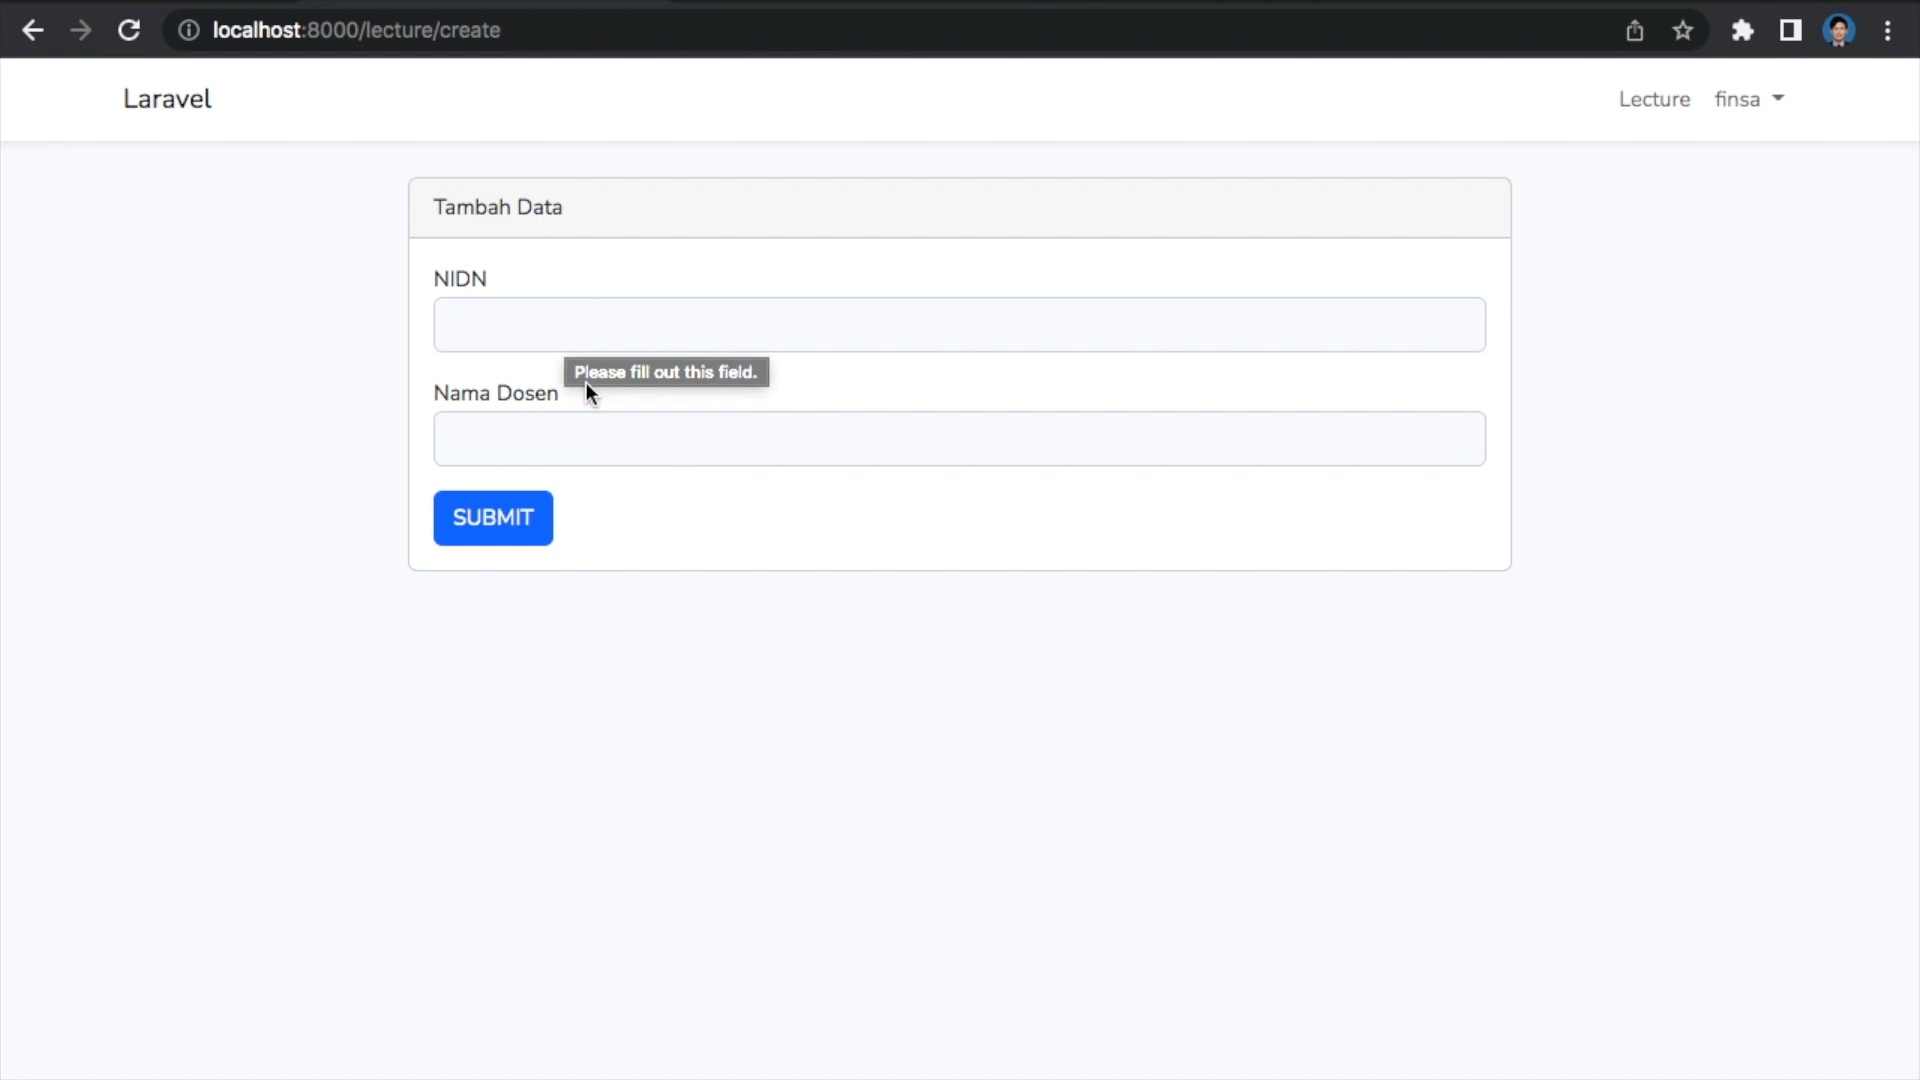 localhost:8000/lecture/create
Laravel
Lecture
finsa
Tambah Data
NIDN
Please fill out this field.
Nama Dosen
SUBMIT